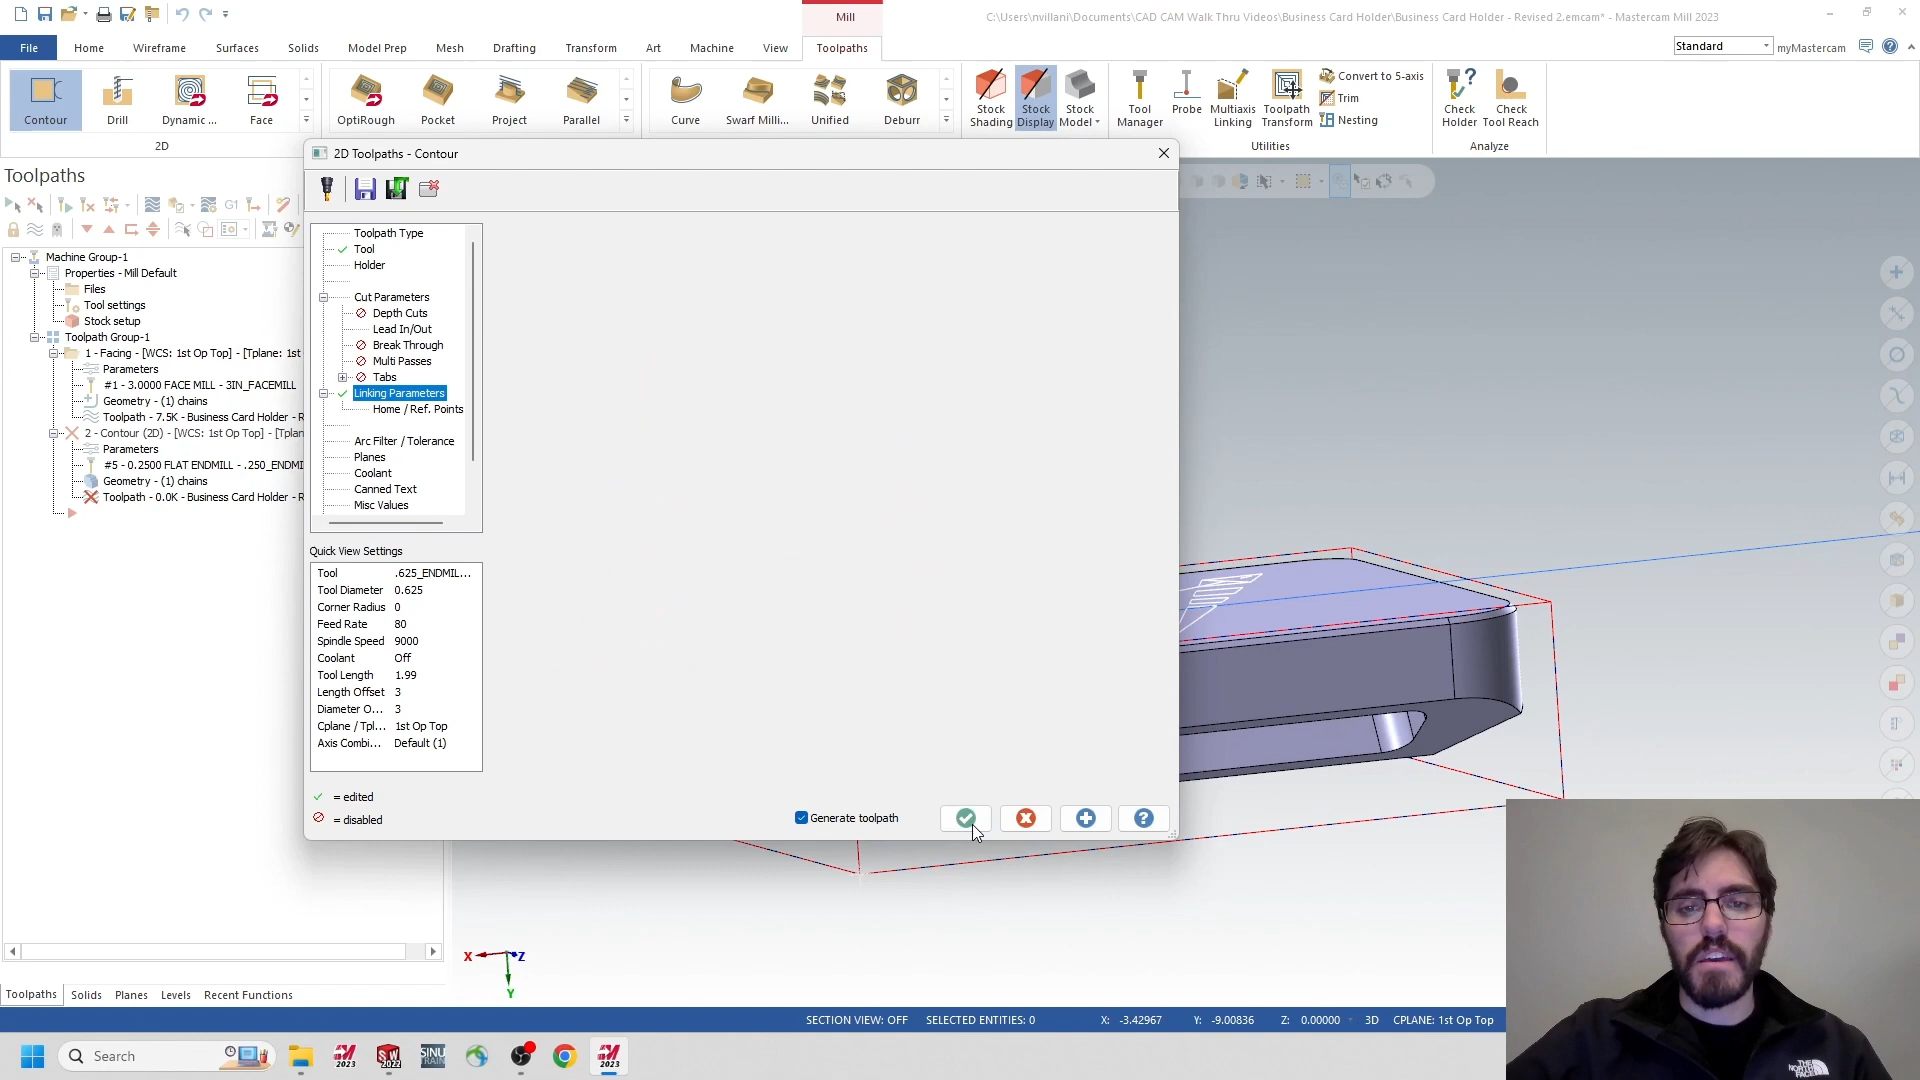 Mill
C:\Users\nvillani\Documents\CAD CAM Walk Thru Videos\Business Card Holder\Business Card Holder - Revised 2.emcam* - Mastercam Mill 2023
File Home Wireframe Surfaces Solids Model Prep Mesh Drafting Transform Art Machine View Toolpaths
Standard myMastercam
Contour Drill Dynamic ... Face OptiRough Pocket Project Parallel Curve Swarf Milli... Unified Deburr
Stock Shading Stock Display Stock Model Tool Manager Probe Multiaxis Linking Toolpath Transform Convert to 5-axis Trim Nesting Check Holder Check Tool Reach
2D Utilities Analyze
Toolpaths
G1
Machine Group-1
Properties - Mill Default
Files
Tool settings
Stock setup
Toolpath Group-1
1 - Facing - [WCS: 1st Op Top] - [Tplane: 1st
Parameters
#1 - 3.0000 FACE MILL - 3IN_FACEMILL
Geometry - (1) chains
Toolpath - 7.5K - Business Card Holder - R
2 - Contour (2D) - [WCS: 1st Op Top] - [Tplan
Parameters
#5 - 0.2500 FLAT ENDMILL - .250_ENDMI
Geometry - (1) chains
Toolpath - 0.0K - Business Card Holder - R
2D Toolpaths - Contour
Toolpath Type
Tool
Holder
Cut Parameters
Depth Cuts
Lead In/Out
Break Through
Multi Passes
Tabs
Linking Parameters
Home / Ref. Points
Arc Filter / Tolerance
Planes
Coolant
Canned Text
Misc Values
Quick View Settings
Tool .625_ENDMIL...
Tool Diameter 0.625
Corner Radius 0
Feed Rate 80
Spindle Speed 9000
Coolant Off
Tool Length 1.99
Length Offset 3
Diameter O... 3
Cplane / Tpl... 1st Op Top
Axis Combi... Default (1)
= edited
= disabled
Generate toolpath
X Z
Y
Toolpaths Solids Planes Levels Recent Functions
SECTION VIEW: OFF SELECTED ENTITIES: 0 X: -3.42967 Y: -9.00836 Z: 0.00000 3D CPLANE: 1st Op Top
Search
2023
SW
2022
SINU
TRAIN
2023
THE
NORTH
FACE